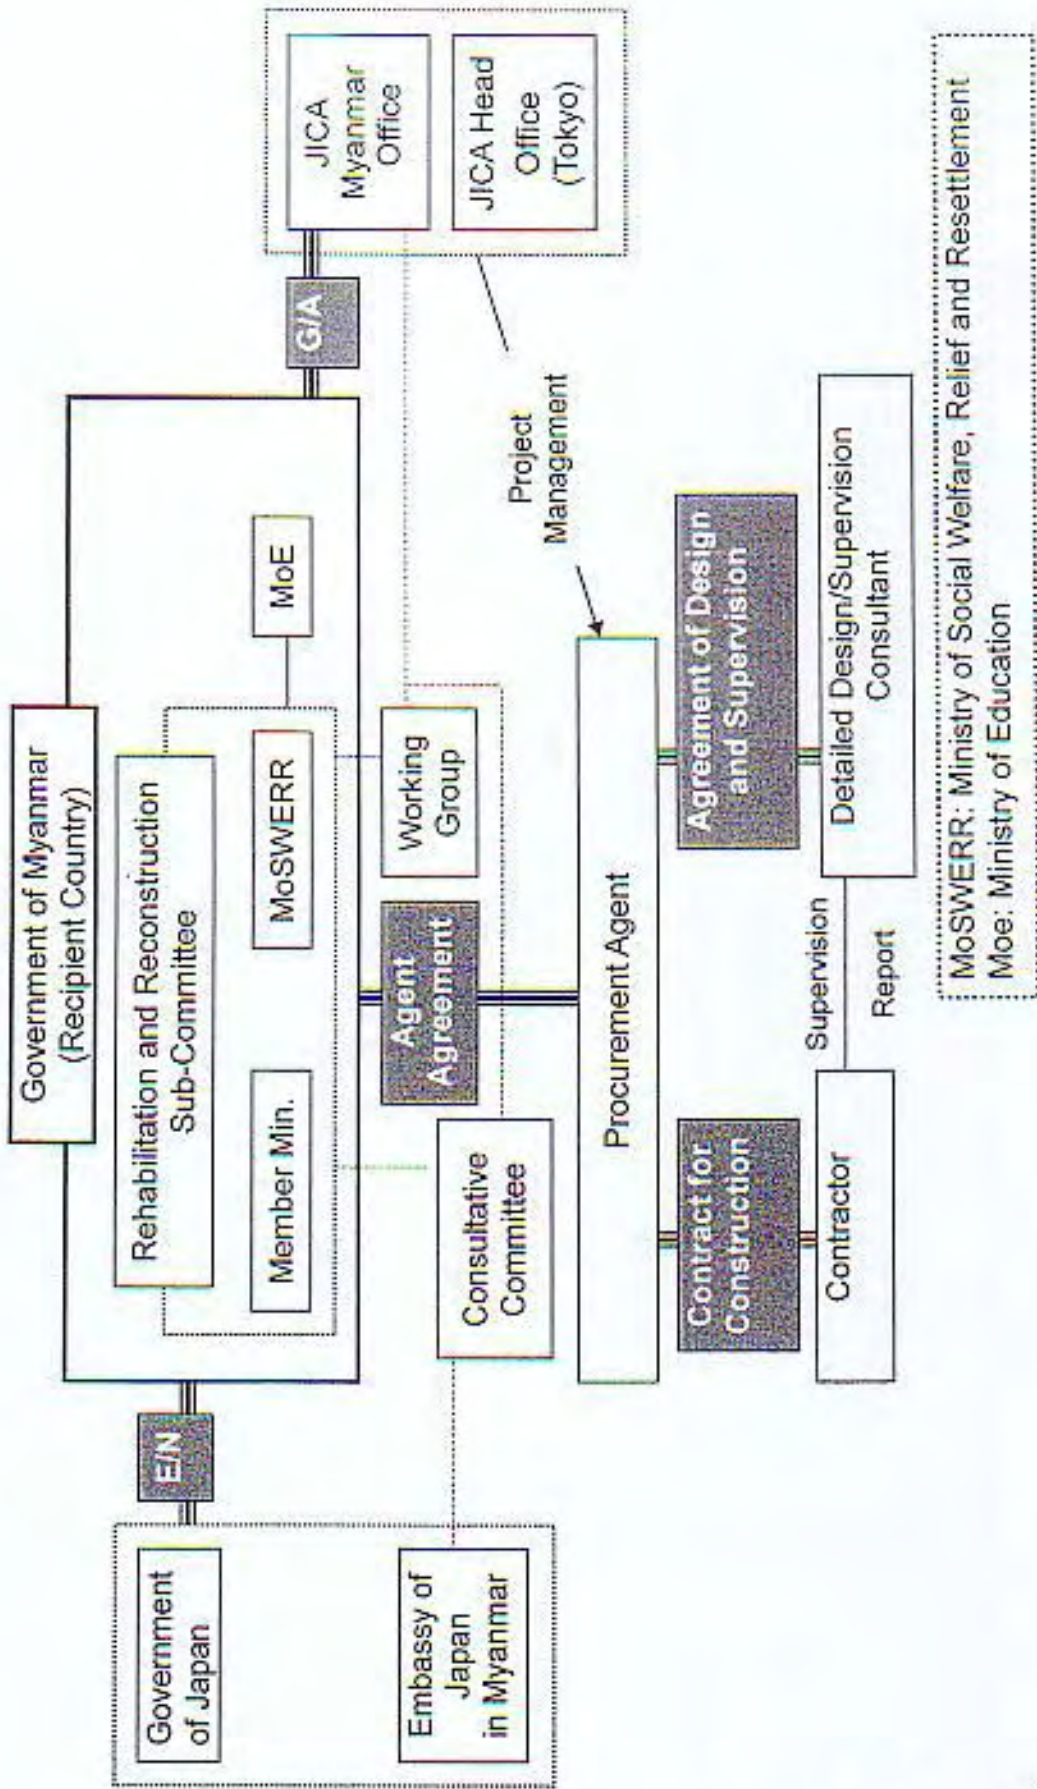 Government of Myanmar
(Recipient Country)
Rehabilitation and Reconstruction
Sub-Committee
Member Min.
MoSWERR
MoE
Government
of Japan
E/N
G/A
JICA
Myanmar
Office
JICA Head
Office
(Tokyo)
Embassy of
Japan
in Myanmar
Consultative
Committee
Agent
Agreement
Working
Group
Project
Management
Procurement Agent
Contract for
Construction
Agreement of Design
and Supervision
Contractor
Supervision
Report
Detailed Design/Supervision
Consultant
MoSWERR: Ministry of Social Welfare, Relief and Resettlement
Moe: Ministry of Education